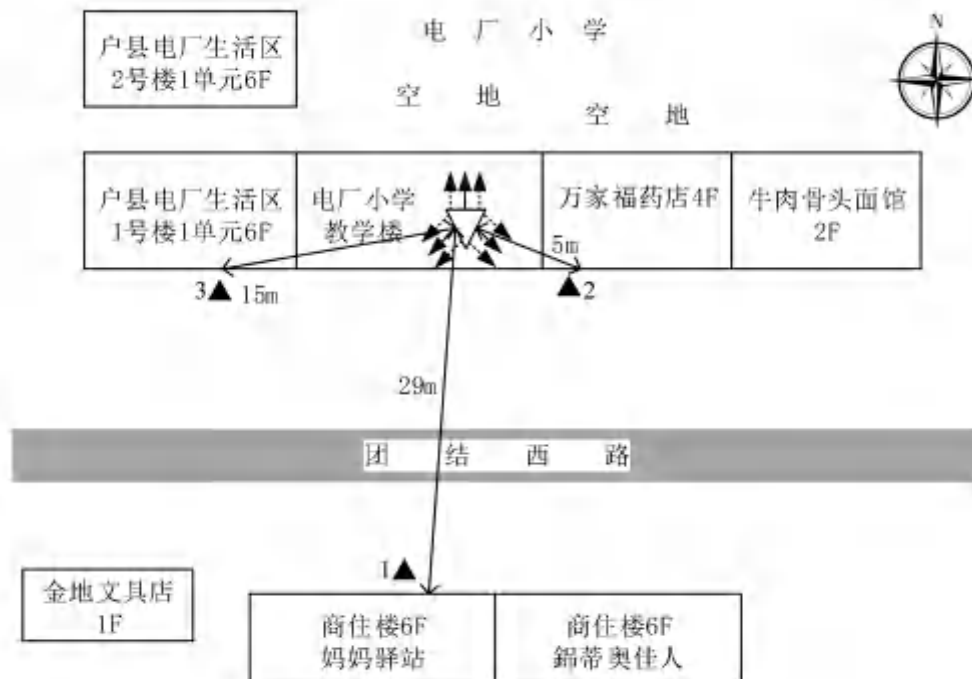 户县电厂生活区
2号楼1单元6F
电厂小学
N
空地
空地
户县电厂生活区
1号楼1单元6F
电厂小学
教学楼
万家福药店4F
牛肉骨头面馆
2F
5m
3
15m
2
29m
团结西路
1
金地文具店
1F
商住楼6F
妈妈驿站
商住楼6F
锦蒂奥佳人